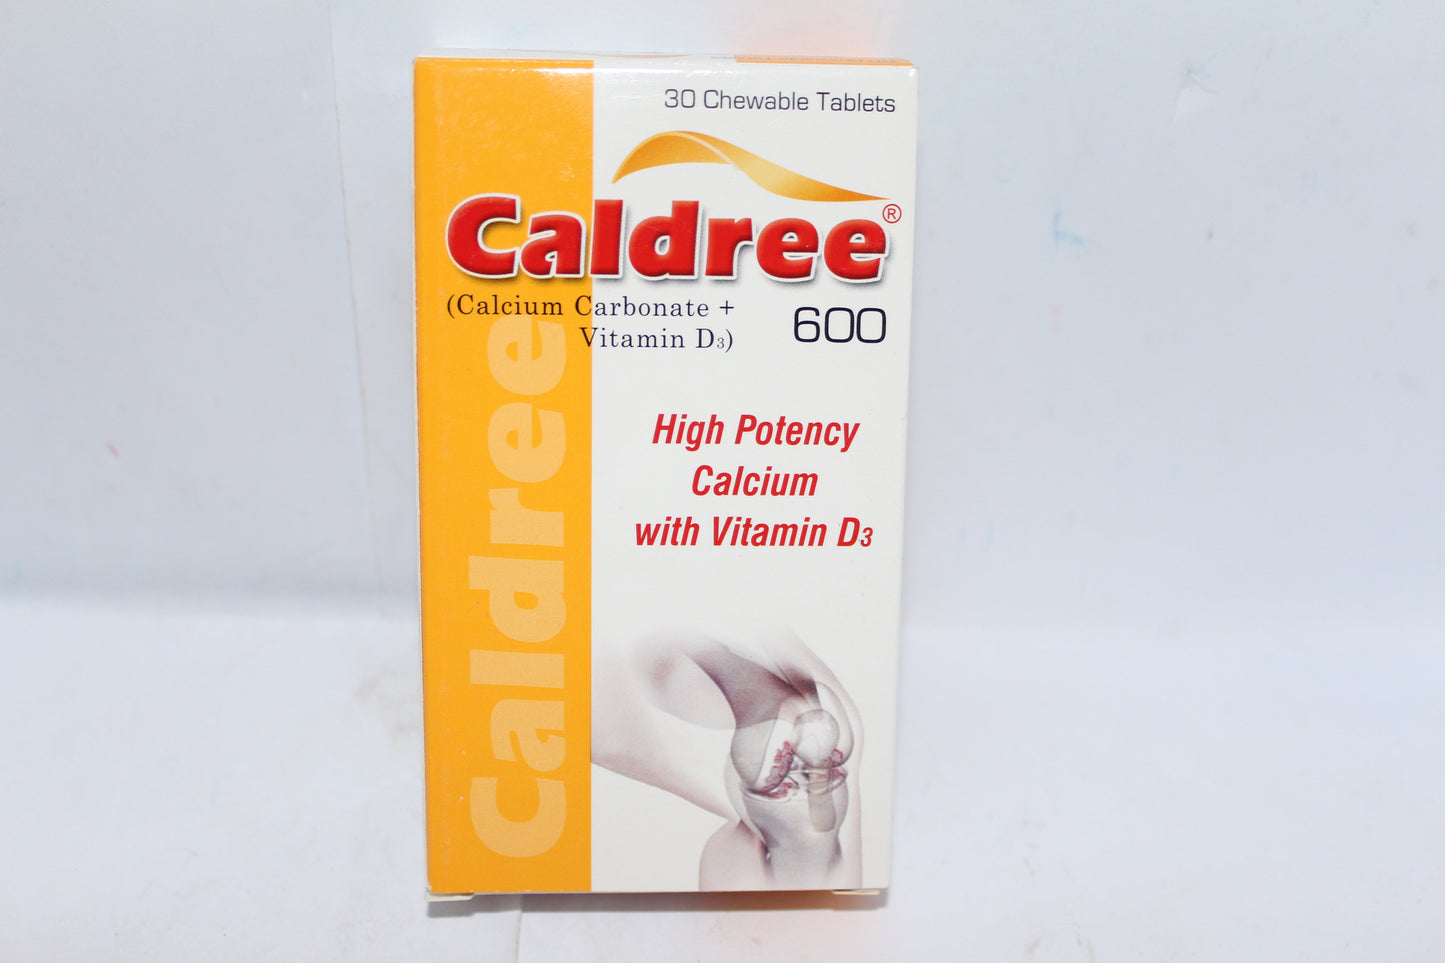 30 Chewable Tablets
Caldree®
(Calcium Carbonate +
Vitamin D3)
600
High Potency
Calcium
with Vitamin D3
Caldree